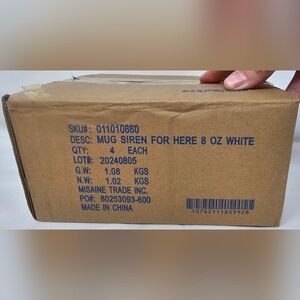 SKU#: 011010860
DESC: MUG SIREN FOR HERE 8 OZ WHITE
QTY: 4 EACH
LOT#: 20240805
G.W: 1.08 KGS
N.W: 1.02 KGS
MISAINE TRADE INC.
PO#: 80253093-600
MADE IN CHINA
10762111859928